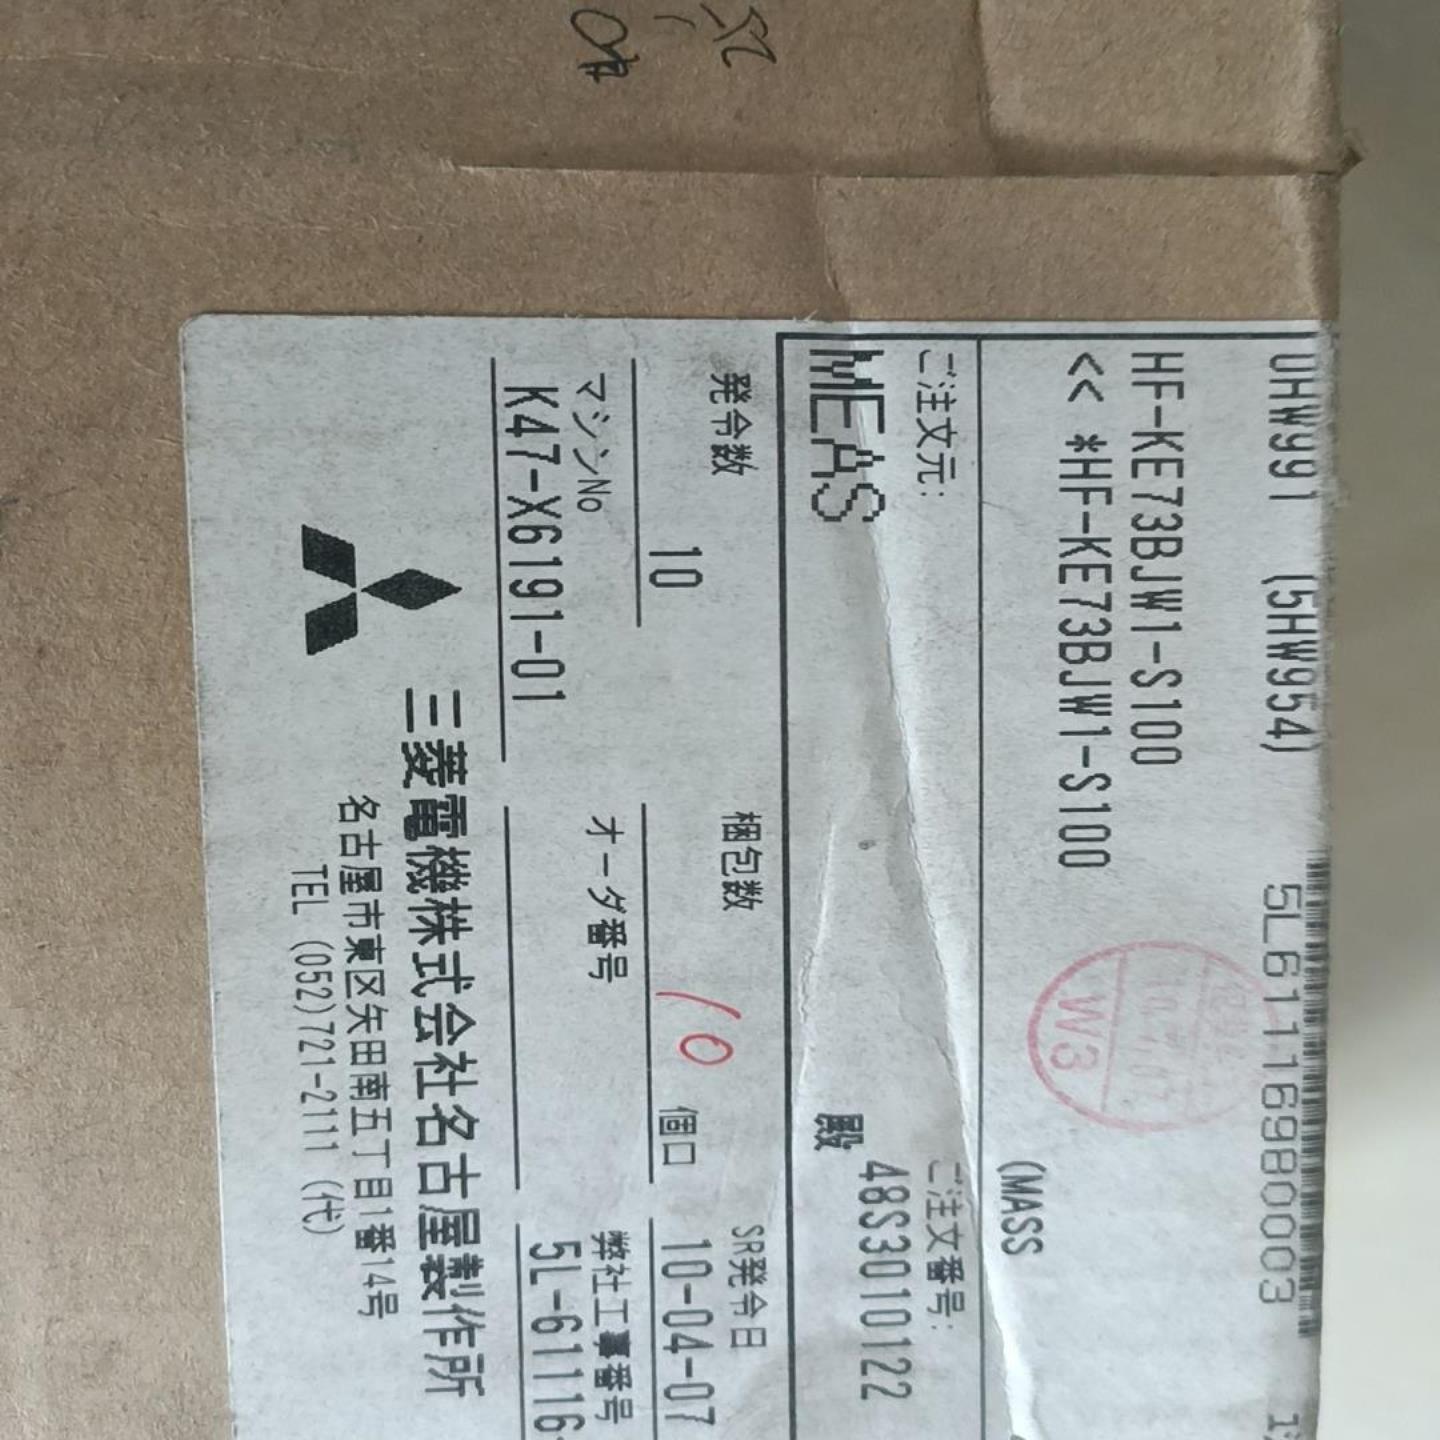 UHW991 (5HW954)
5L611169B0003
HF-KE73BJW1-S100
<< *HF-KE73BJW1-S100
(MASS
W3
ご注文元:
ご注文番号:
MEAS
殿
48S3010122
発令数
梱包数
SR発令日
10
10
個口
10-04-07
マシンNo
オーダ番号
弊社工事番号
K47-X6191-01
5L-61116
三菱電機株式会社名古屋製作所
名古屋市東区矢田南五丁目1番14号
TEL (052)721-2111 (代)